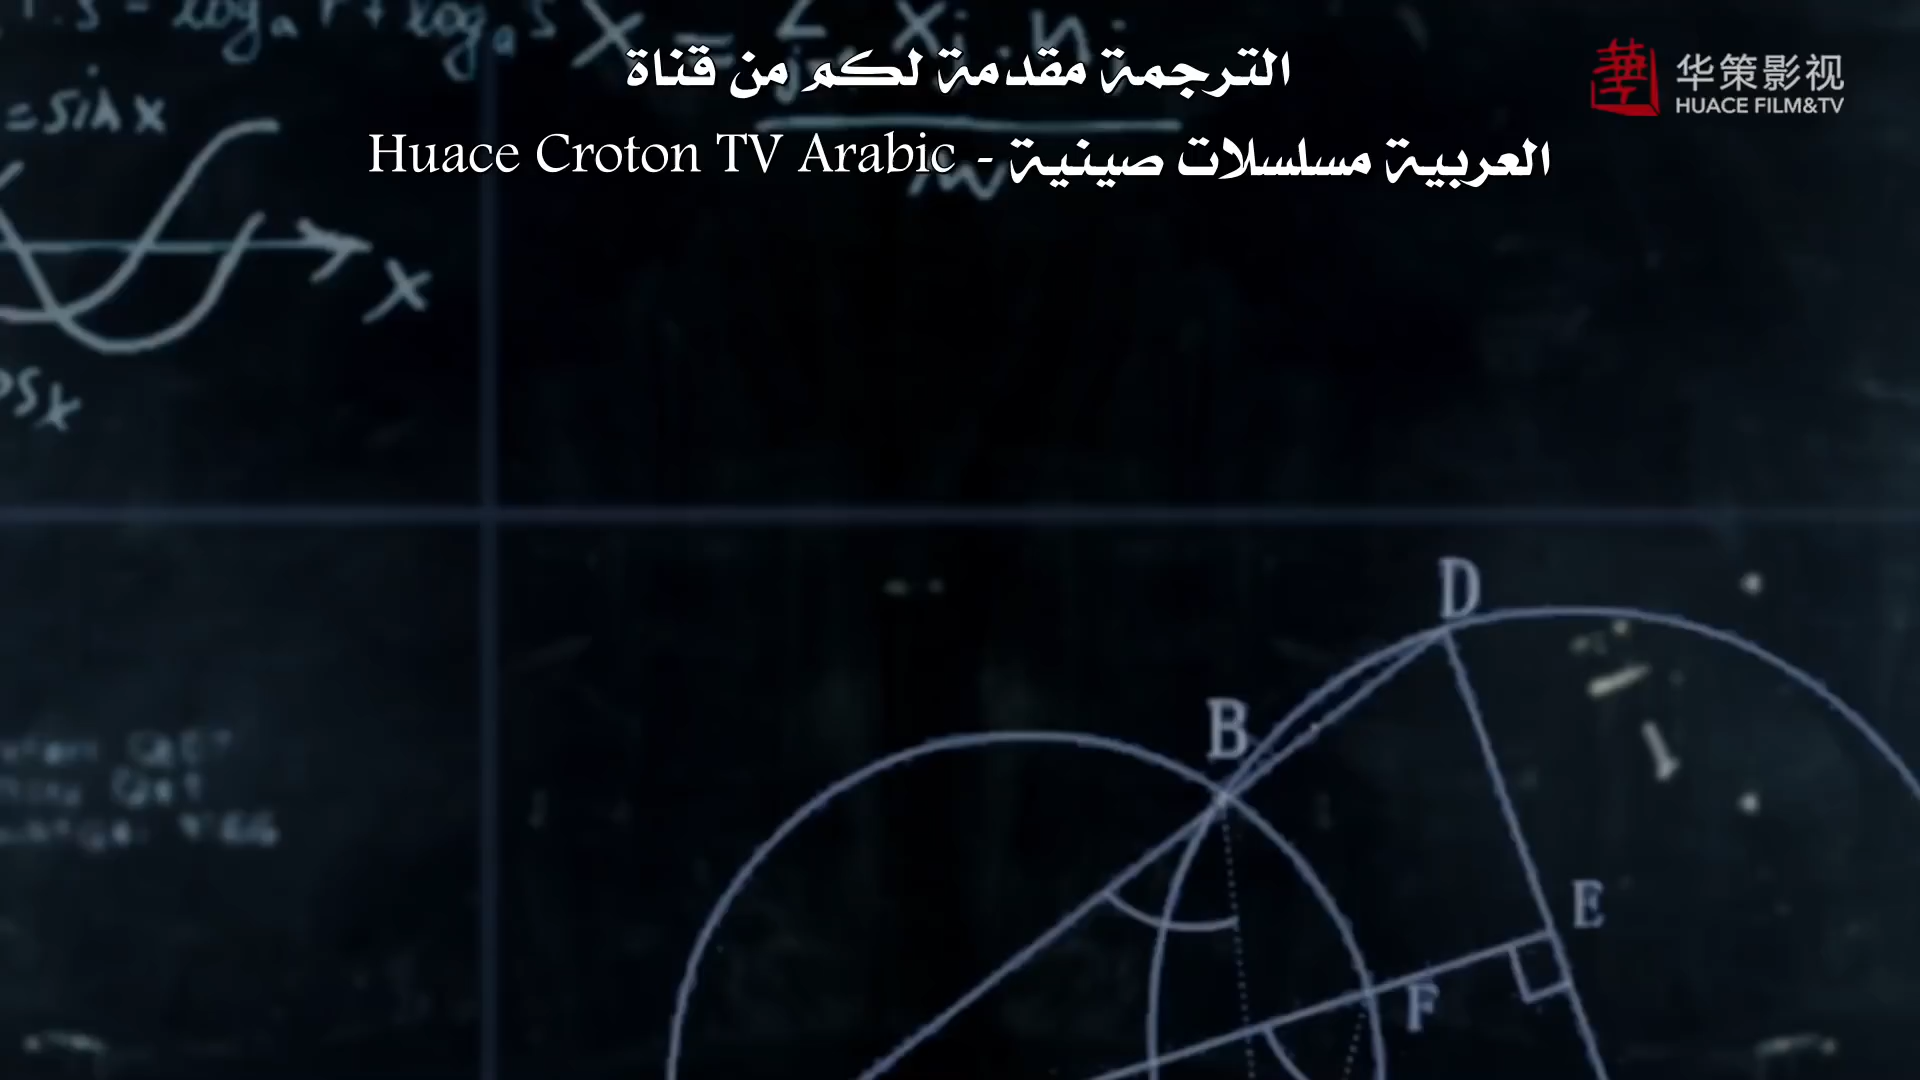 الترجمة مقدمة لكم من قناة
Huace Croton TV Arabic - العربية مسلسلات صينية
华策影视
HUACE FILM&TV
=sinx
x
D
B
E
F